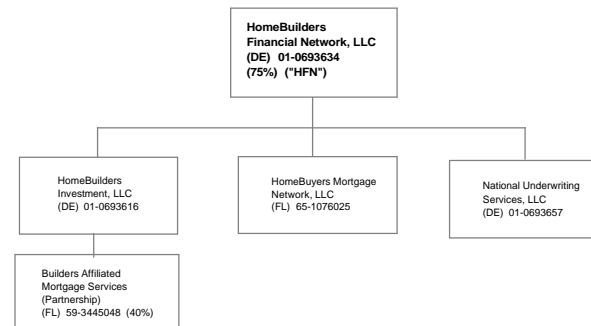 HomeBuilders
Financial Network, LLC
(DE) 01-0693634
(75%) ("HFN")
HomeBuilders
Investment, LLC
(DE) 01-0693616
HomeBuyers Mortgage
Network, LLC
(FL) 65-1076025
National Underwriting
Services, LLC
(DE) 01-0693657
Builders Affiliated
Mortgage Services
(Partnership)
(FL) 59-3445048 (40%)